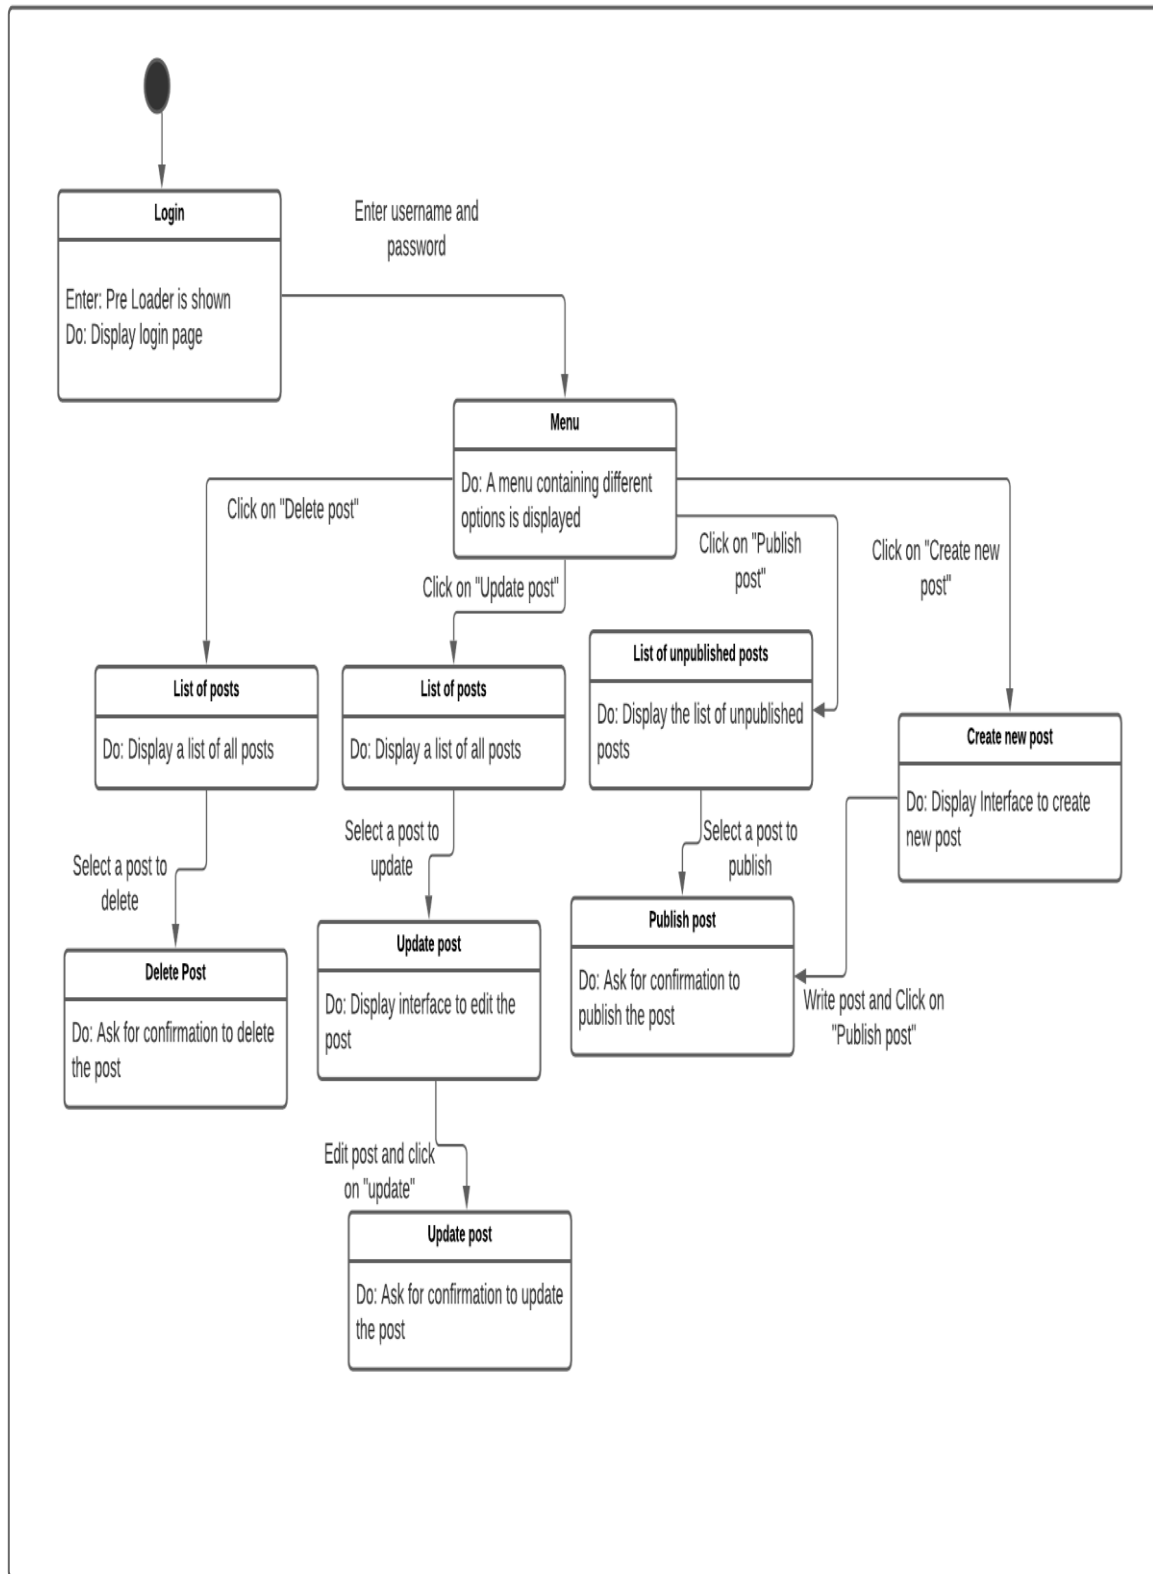 Login
Enter: Pre Loader is shown
Do: Display login page
Enter username and
password
Menu
Do: A menu containing different
options is displayed
Click on "Delete post"
Click on "Update post"
Click on "Publish
post"
Click on "Create new
post"
List of posts
Do: Display a list of all posts
List of posts
Do: Display a list of all posts
List of unpublished posts
Do: Display the list of unpublished
posts
Create new post
Do: Display Interface to create
new post
Select a post to
delete
Select a post to
update
Select a post to
publish
Write post and Click on
"Publish post"
Delete Post
Do: Ask for confirmation to delete
the post
Update post
Do: Display interface to edit the
post
Publish post
Do: Ask for confirmation to
publish the post
Edit post and click
on "update"
Update post
Do: Ask for confirmation to update
the post